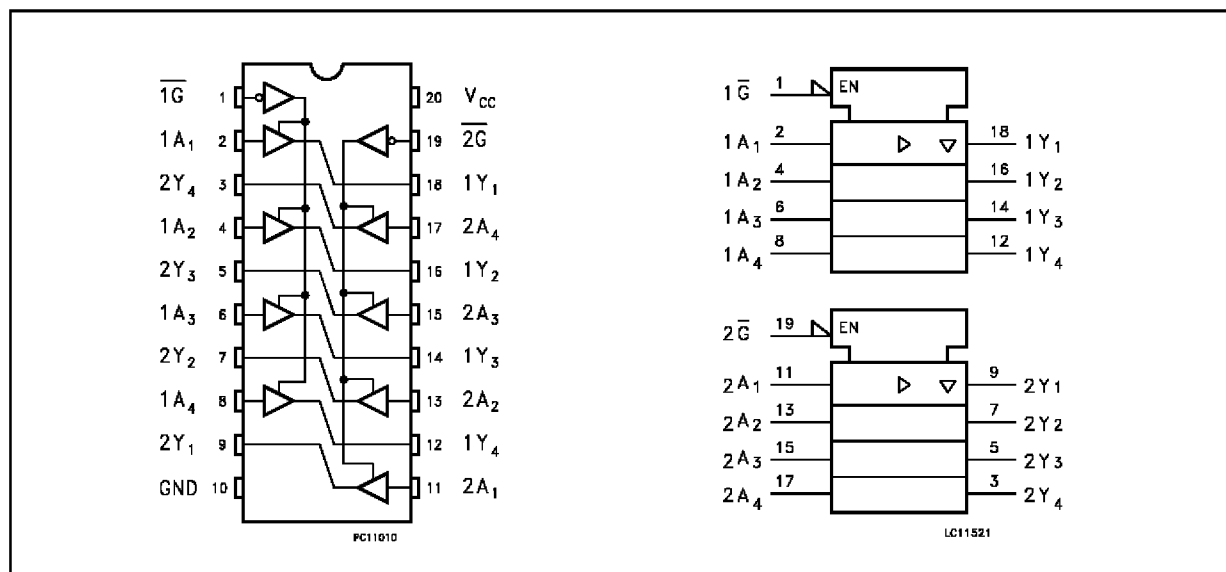 1G 1 20 VCC
1A1 2 19 2G
2Y4 3 18 1Y1
1A2 4 17 2A4
2Y3 5 16 1Y2
1A3 6 15 2A3
2Y2 7 14 1Y3
1A4 8 13 2A2
2Y1 9 12 1Y4
GND 10 11 2A1
PC11010
1G 1 EN
1A1 2 18 1Y1
1A2 4 16 1Y2
1A3 6 14 1Y3
1A4 8 12 1Y4
2G 19 EN
2A1 11 9 2Y1
2A2 13 7 2Y2
2A3 15 5 2Y3
2A4 17 3 2Y4
LC11521